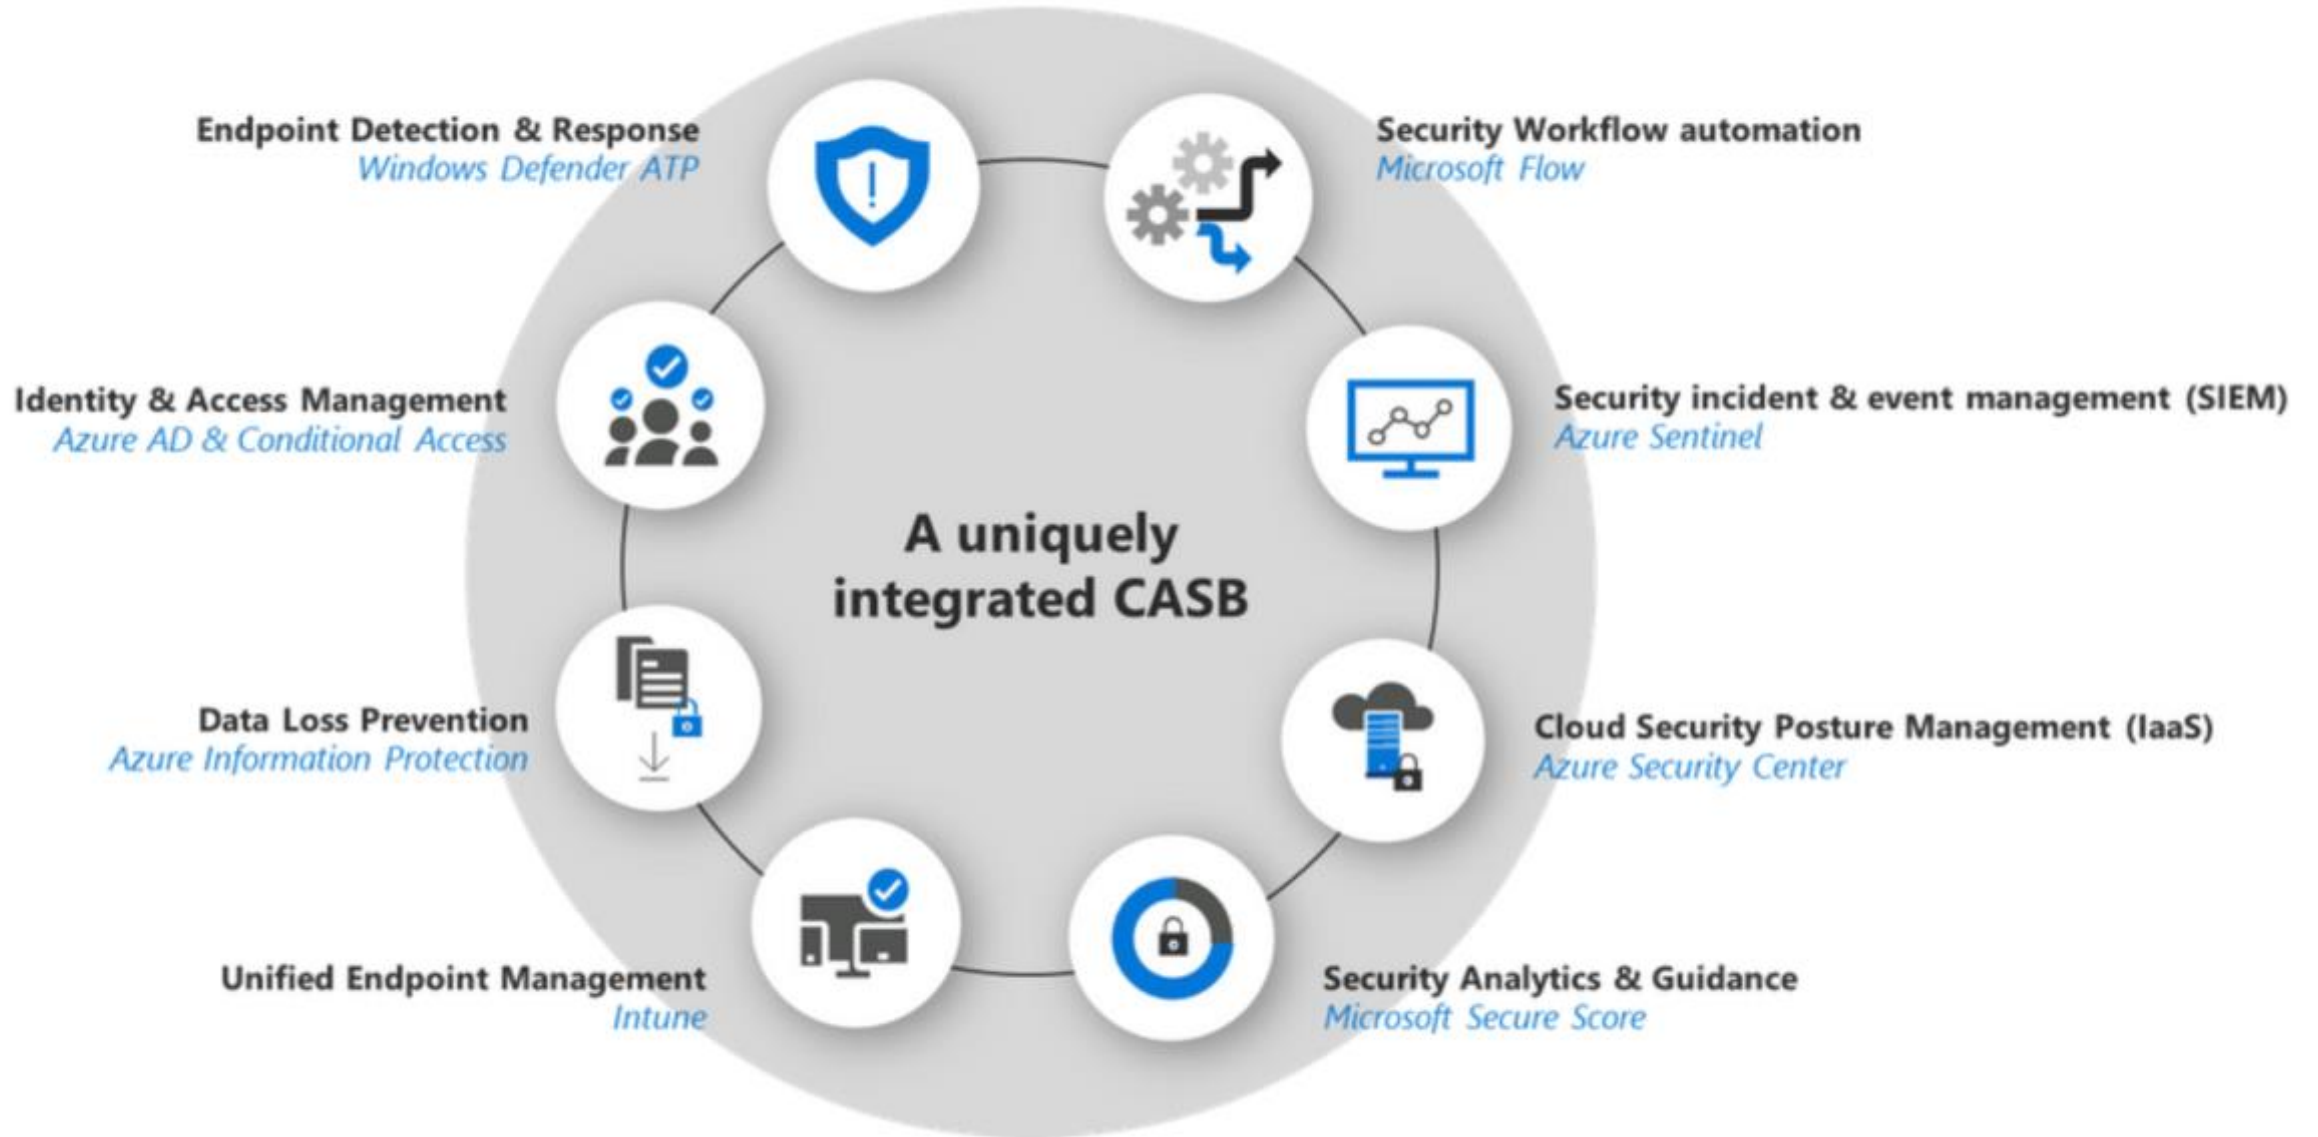 Endpoint Detection & Response
Windows Defender ATP
Security Workflow automation
Microsoft Flow
Identity & Access Management
Azure AD & Conditional Access
Security incident & event management (SIEM)
Azure Sentinel
A uniquely
integrated CASB
Data Loss Prevention
Azure Information Protection
Cloud Security Posture Management (IaaS)
Azure Security Center
Unified Endpoint Management
Intune
Security Analytics & Guidance
Microsoft Secure Score